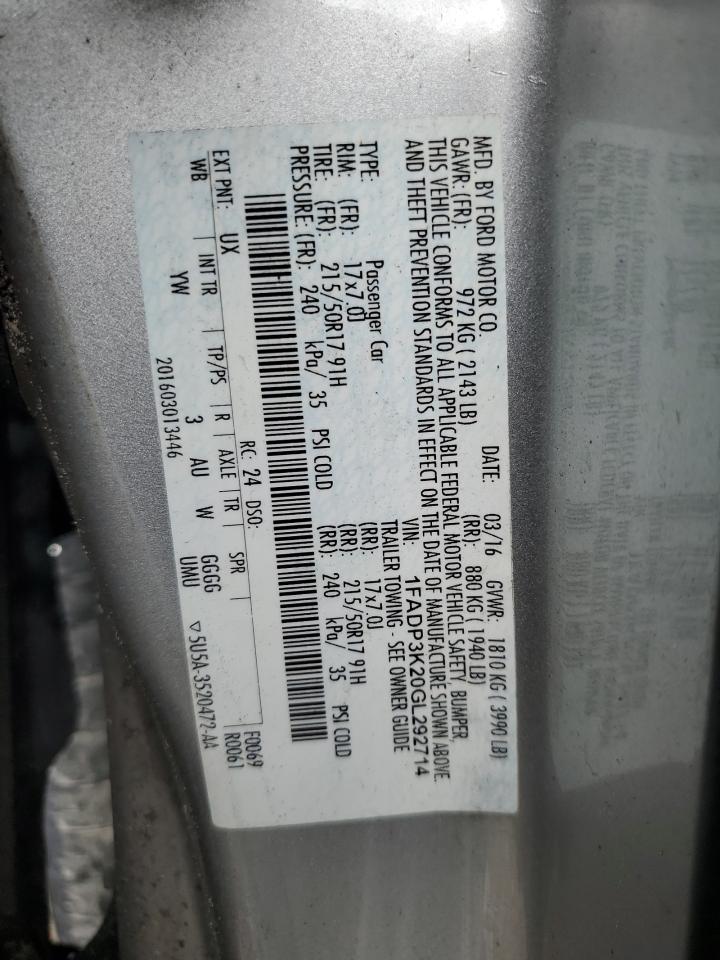 MFD. BY FORD MOTOR CO. DATE: 03/16 GVWR: 1810 KG ( 3990 LB)
GAWR: (FR): 972 KG ( 2143 LB) (RR): 880 KG ( 1940 LB)
THIS VEHICLE CONFORMS TO ALL APPLICABLE FEDERAL MOTOR VEHICLE SAFETY, BUMPER,
AND THEFT PREVENTION STANDARDS IN EFFECT ON THE DATE OF MANUFACTURE SHOWN ABOVE.
VIN: 1FADP3K20GL292714
TYPE: Passenger Car TRAILER TOWING - SEE OWNER GUIDE
RIM: (FR): 17x7.0J (RR): 17x7.0J
TIRE: (FR): 215/50R17 91H (RR): 215/50R17 91H
PRESSURE: (FR): 240 kPa/ 35 PSI COLD (RR): 240 kPa/ 35 PSI COLD
EXT PNT: UX RC: 24 DSO: F0069
WB INT TR TP/PS R AXLE TR SPR R0061
YW 3 AU W GGGG
UMU
201603013446 ▽5U5A-3520472-AA